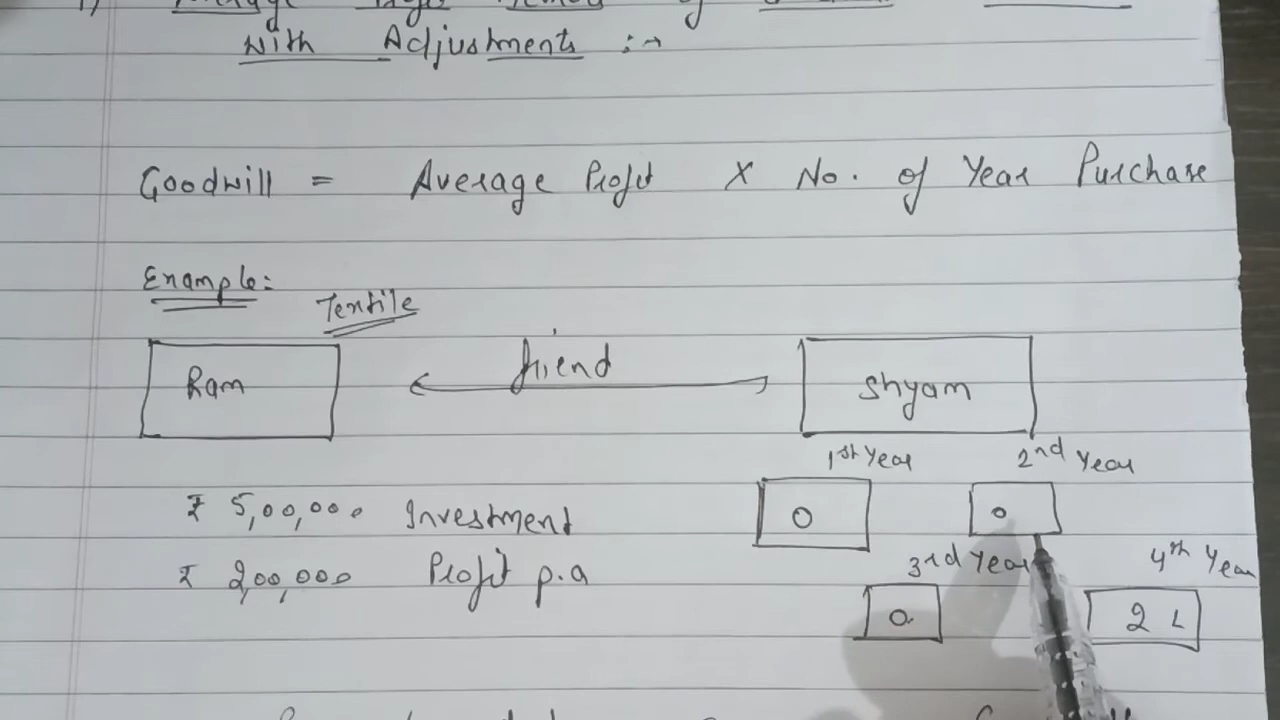 with Adjustments :→
Goodwill = Average Profit X No. of Year Purchase
Example:
Textile
Ram
friend
Shyam
1st Year
2nd Year
₹ 5,00,000 Investment
0
0
₹ 2,00,000 Profit p.a
3rd Year
4th Year
0
2 L